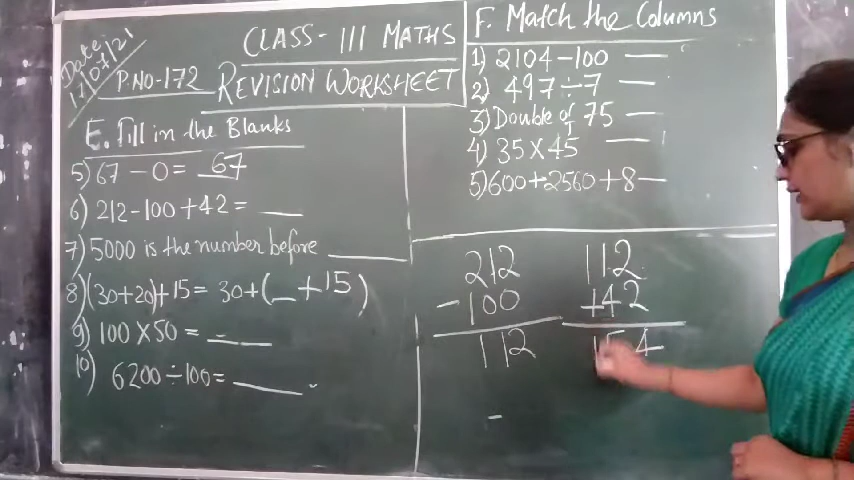 Date
17/07/21
CLASS-III MATHS
P.NO-172 REVISION WORKSHEET
E. Fill in the Blanks
5) 67 - 0 = 67
6) 212-100+42 = ___
7) 5000 is the number before ___
8) (30+20)+15 = 30+(_+15)
9) 100 X 50 = ___
10) 6200 ÷ 100 = ___
F. Match the Columns
1) 2104-100 —
2) 497÷7 —
3) Double of 75 —
4) 35X45 —
5) 600+2560+8 —
212
-100
112
112
+42
154
-